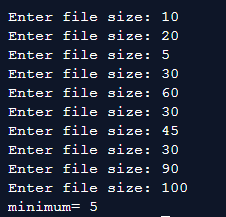 Enter file size: 10
Enter file size: 20
Enter file size: 5
Enter file size: 30
Enter file size: 60
Enter file size: 30
Enter file size: 45
Enter file size: 30
Enter file size: 90
Enter file size: 100
minimum= 5